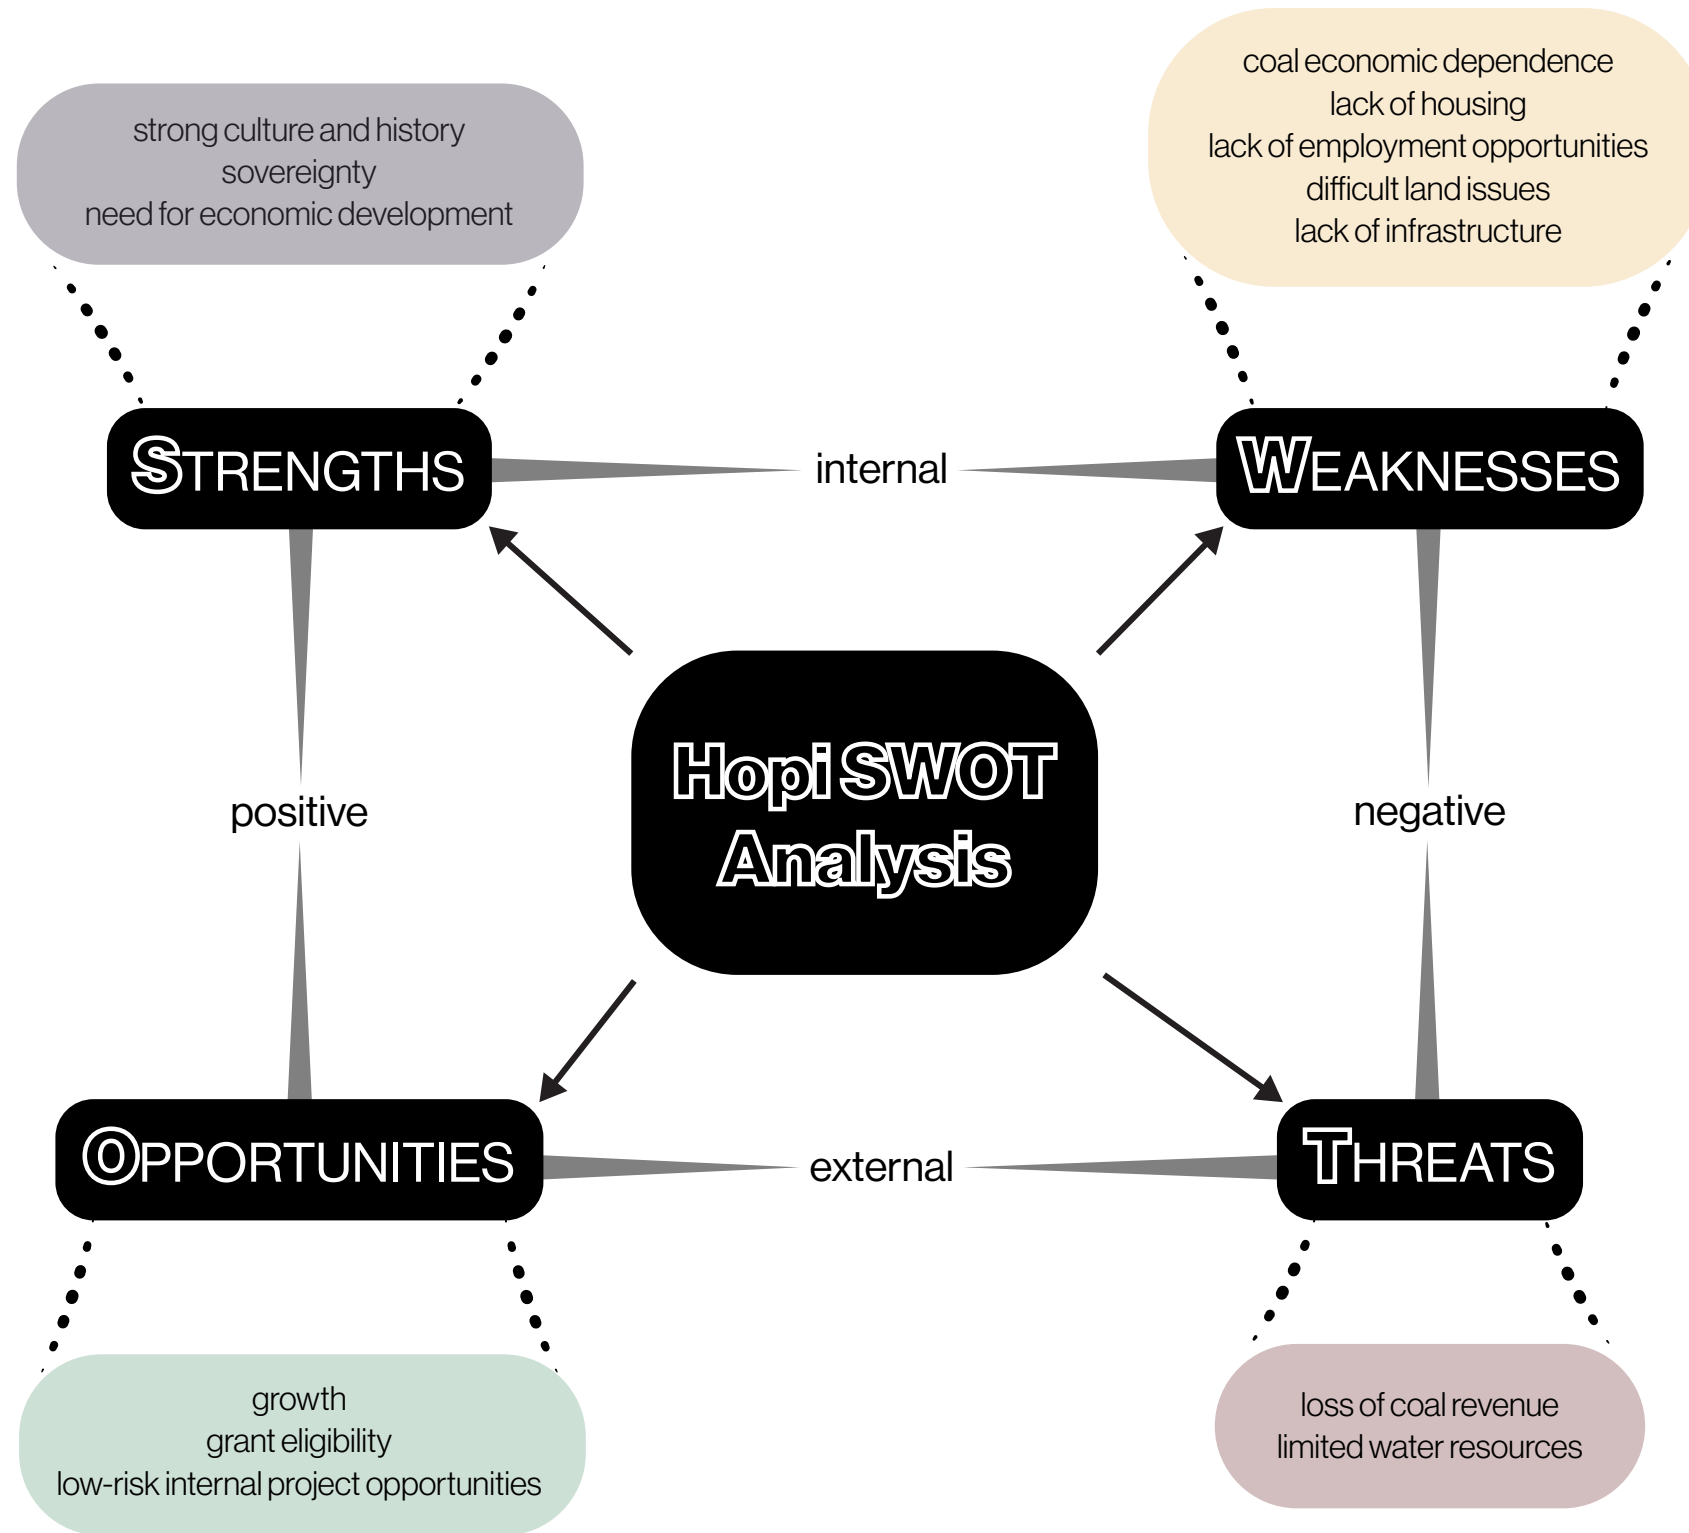 strong culture and history
sovereignty
need for economic development
coal economic dependence
lack of housing
lack of employment opportunities
difficult land issues
lack of infrastructure
STRENGTHS
internal
WEAKNESSES
positive
Hopi SWOT
Analysis
negative
OPPORTUNITIES
external
THREATS
growth
grant eligibility
low-risk internal project opportunities
loss of coal revenue
limited water resources